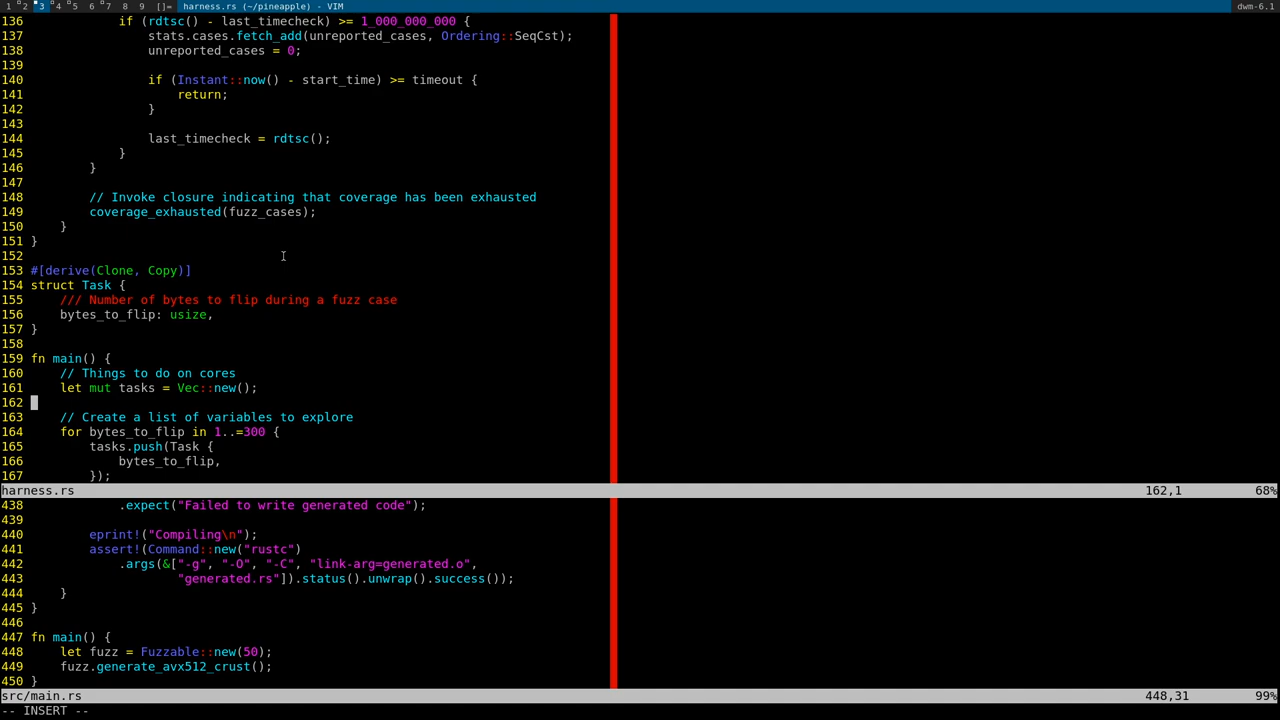 1 2 3 4 5 6 7 8 9 []= harness.rs (~/pineapple) - VIM dwm-6.1
136 if (rdtsc() - last_timecheck) >= 1_000_000_000 {
137 stats.cases.fetch_add(unreported_cases, Ordering::SeqCst);
138 unreported_cases = 0;
139
140 if (Instant::now() - start_time) >= timeout {
141 return;
142 }
143
144 last_timecheck = rdtsc();
145 }
146 }
147
148 // Invoke closure indicating that coverage has been exhausted
149 coverage_exhausted(fuzz_cases);
150 }
151 }
152
153 #[derive(Clone, Copy)]
154 struct Task {
155 /// Number of bytes to flip during a fuzz case
156 bytes_to_flip: usize,
157 }
158
159 fn main() {
160 // Things to do on cores
161 let mut tasks = Vec::new();
162
163 // Create a list of variables to explore
164 for bytes_to_flip in 1..=300 {
165 tasks.push(Task {
166 bytes_to_flip,
167 });
harness.rs 162,1 68%
438 .expect("Failed to write generated code");
439
440 eprint!("Compiling\n");
441 assert!(Command::new("rustc")
442 .args(&["-g", "-O", "-C", "link-arg=generated.o",
443 "generated.rs"]).status().unwrap().success());
444 }
445 }
446
447 fn main() {
448 let fuzz = Fuzzable::new(50);
449 fuzz.generate_avx512_crust();
450 }
src/main.rs 448,31 99%
-- INSERT --